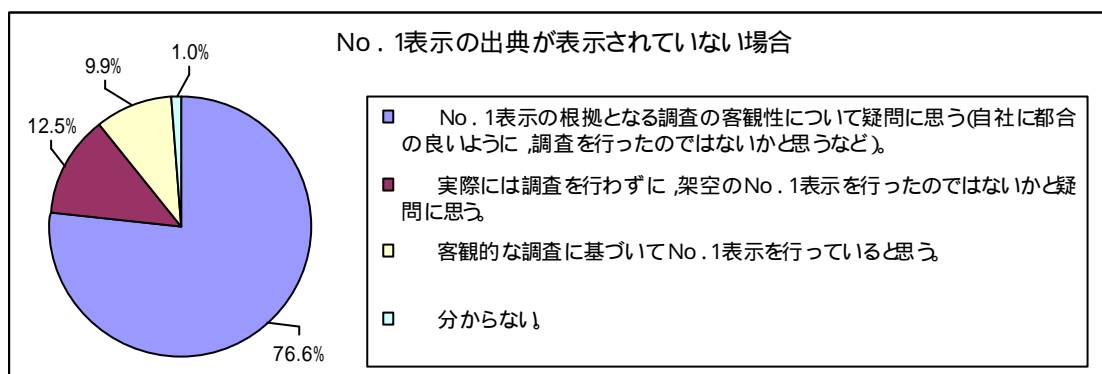 No．1表示の出典が表示されていない場合
1.0%
9.9%
12.5%
76.6%
No．1表示の根拠となる調査の客観性について疑問に思う(自社に都合
の良いように,調査を行ったのではないかと思うなど)。
実際には調査を行わずに,架空のNo．1表示を行ったのではないかと疑
問に思う。
客観的な調査に基づいてNo．1表示を行っていると思う。
分からない。